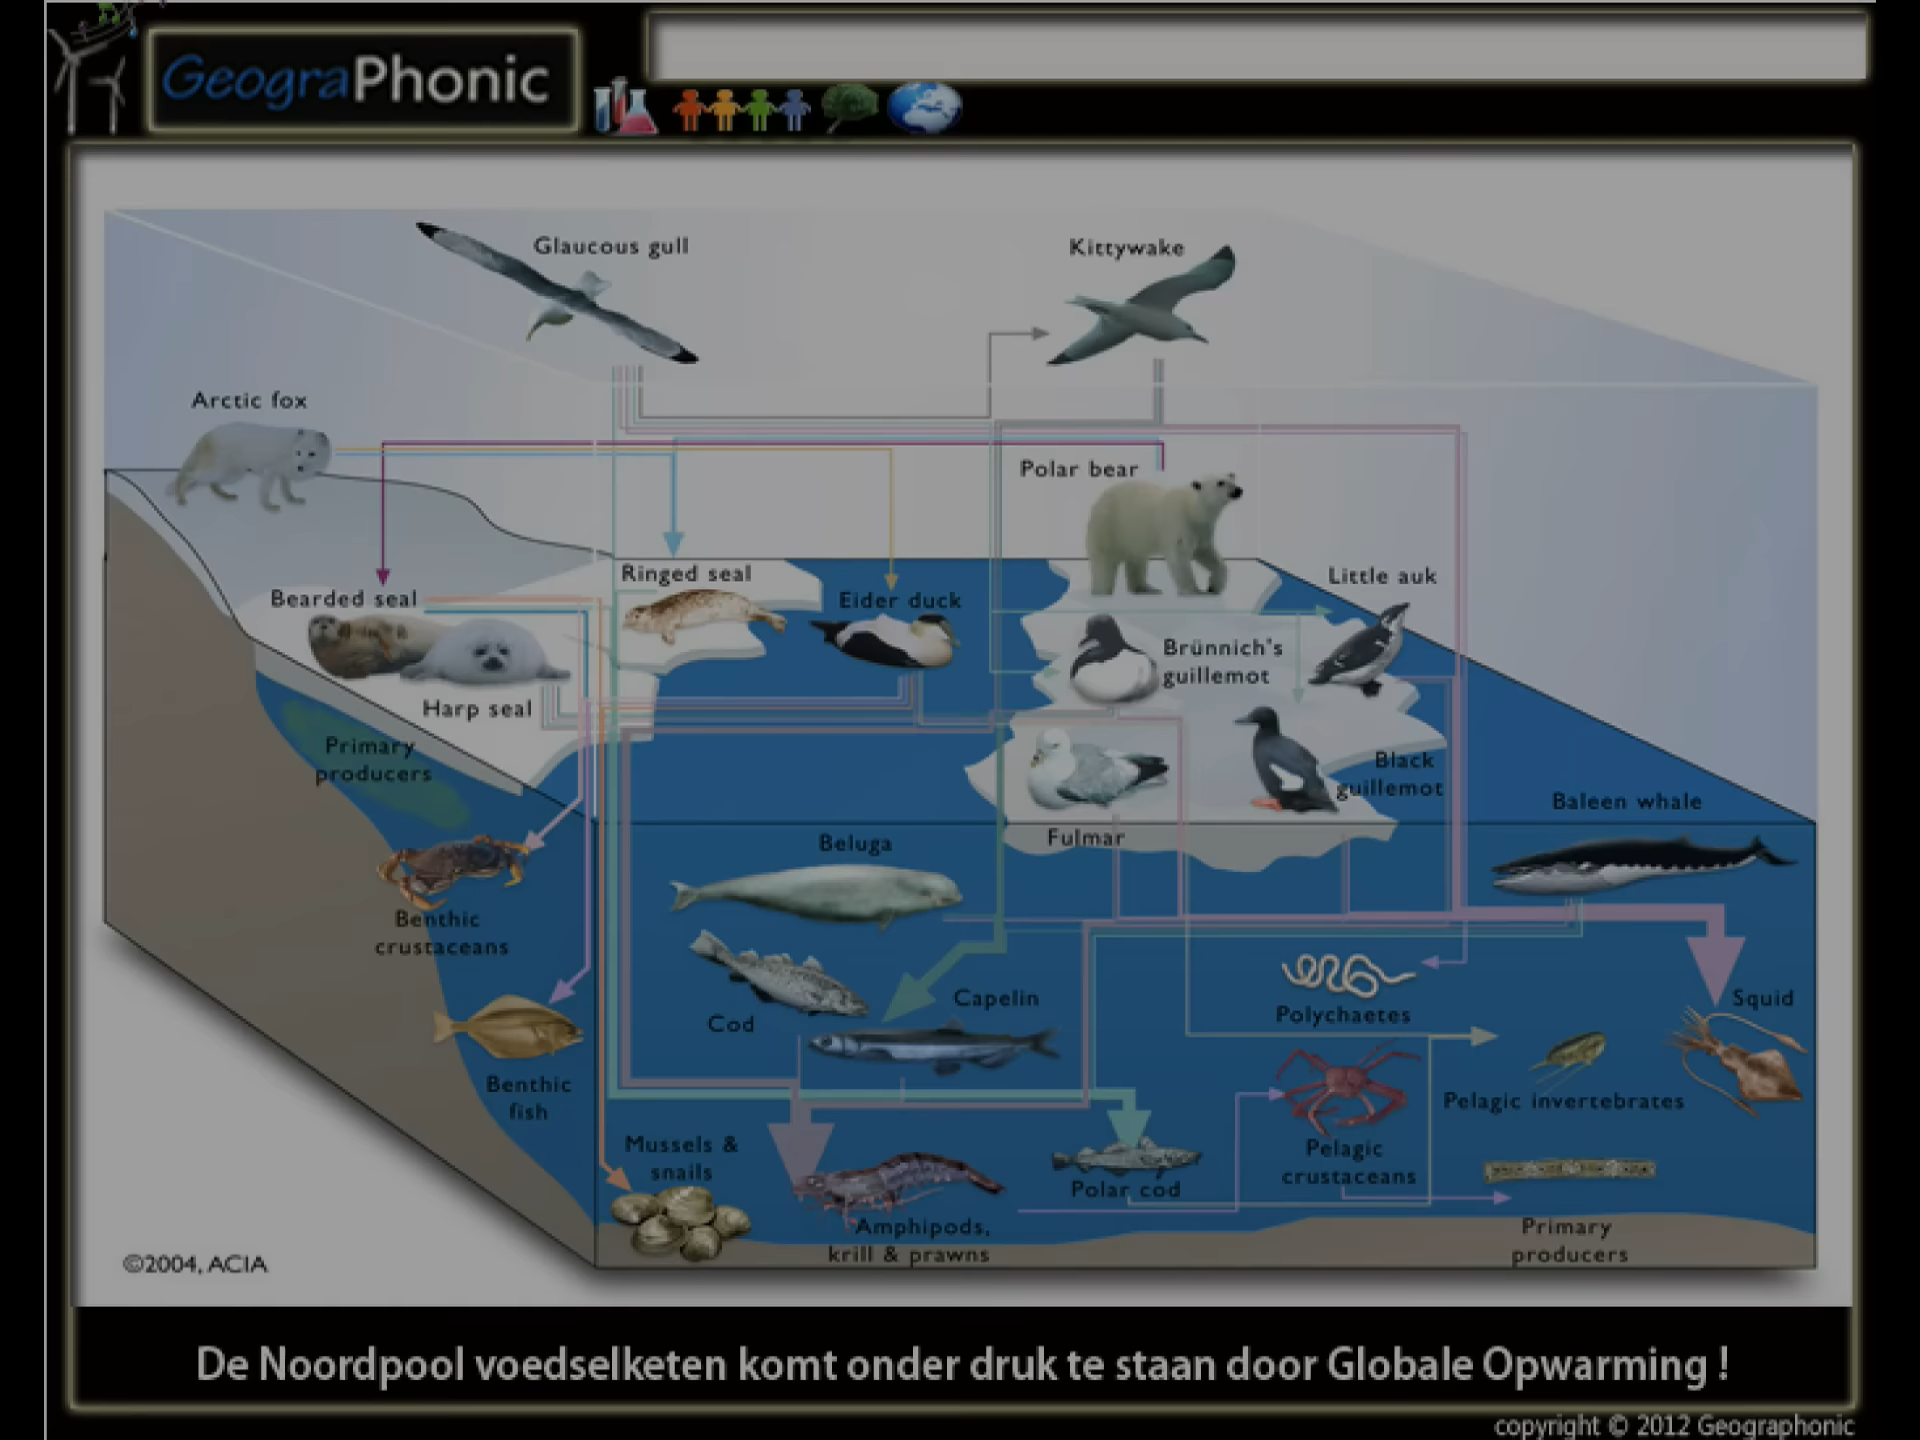 GeograPhonic
Glaucous gull
Kittywake
Arctic fox
Polar bear
Ringed seal
Little auk
Bearded seal
Eider duck
Brünnich's
guillemot
Harp seal
Primary
producers
Black
guillemot
Baleen whale
Fulmar
Beluga
Benthic
crustaceans
Capelin
Squid
Cod
Polychaetes
Benthic
fish
Pelagic invertebrates
Mussels &
snails
Pelagic
crustaceans
Polar cod
Amphipods,
krill & prawns
Primary
producers
©2004, ACIA
De Noordpool voedselketen komt onder druk te staan door Globale Opwarming !
copyright © 2012 Geographonic